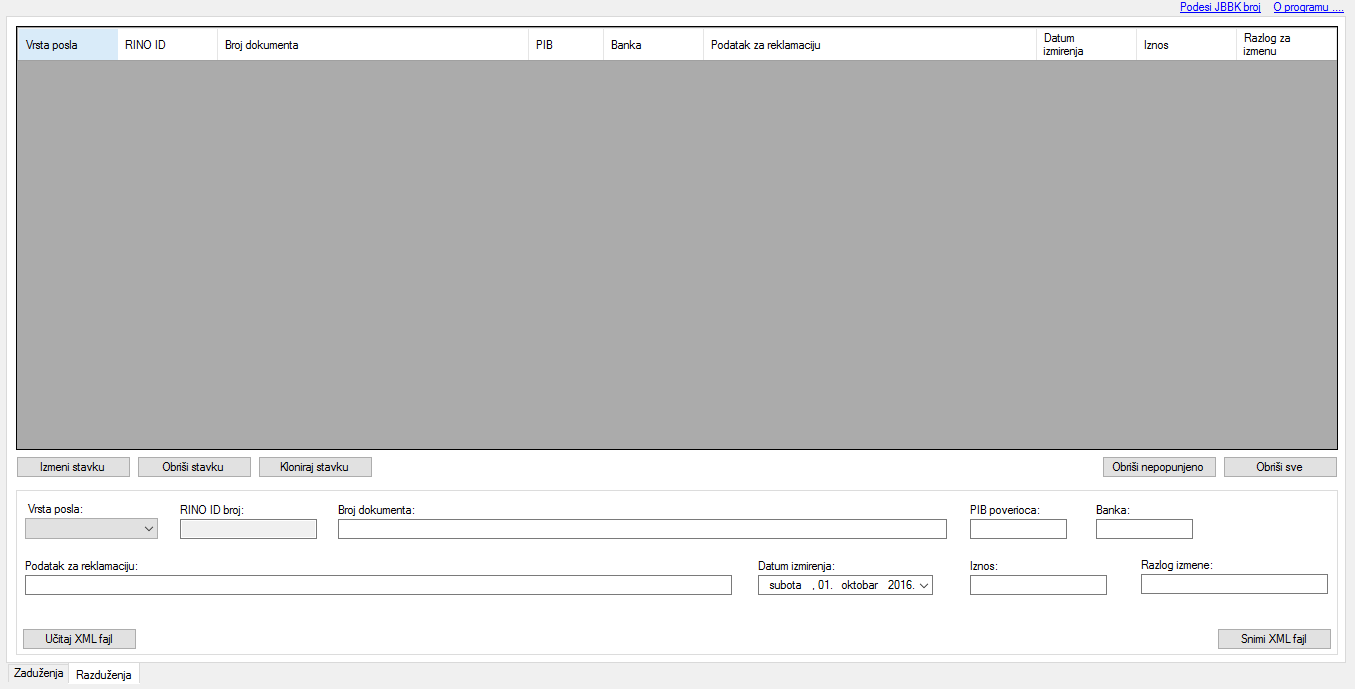 Podesi JBBK broj O programu ....
Vrsta posla RINO ID Broj dokumenta PIB Banka Podatak za reklamaciju Datum izmirenja Iznos Razlog za izmenu
Izmeni stavku Obriši stavku Kloniraj stavku Obriši nepopunjeno Obriši sve
Vrsta posla: RINO ID broj: Broj dokumenta: PIB poverioca: Banka:
Podatak za reklamaciju: Datum izmirenja: Iznos: Razlog izmene:
subota , 01. oktobar 2016.
Učitaj XML fajl Snimi XML fajl
Zaduženja Razduženja